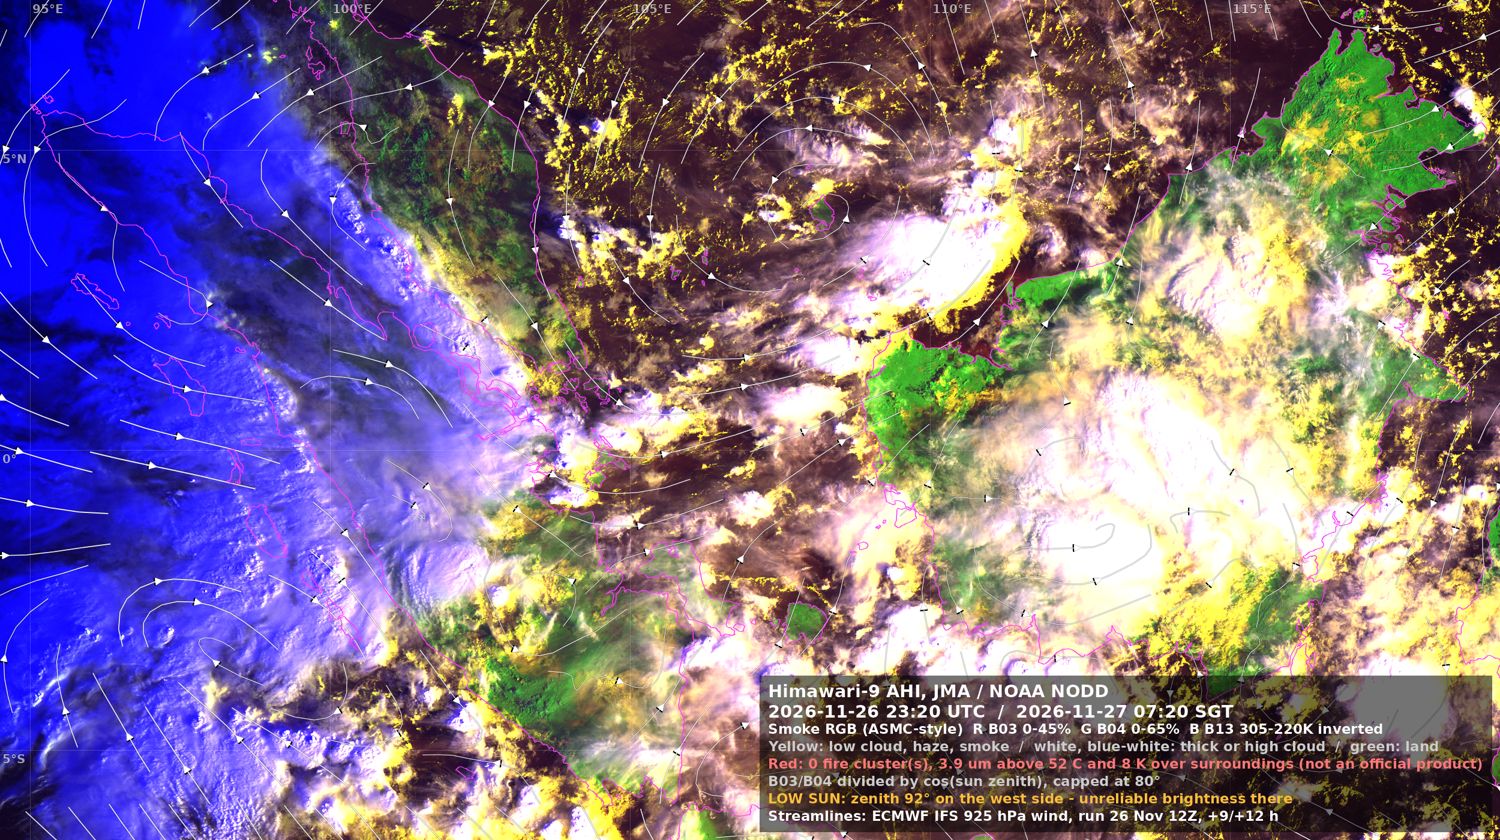 95°E 100°E 105°E 110°E 115°E
5°N
0°
5°S
Himawari-9 AHI, JMA / NOAA NODD
2026-11-26 23:20 UTC / 2026-11-27 07:20 SGT
Smoke RGB (ASMC-style) R B03 0-45% G B04 0-65% B B13 305-220K inverted
Yellow: low cloud, haze, smoke / white, blue-white: thick or high cloud / green: land
Red: 0 fire cluster(s), 3.9 um above 52 C and 8 K over surroundings (not an official product)
B03/B04 divided by cos(sun zenith), capped at 80°
LOW SUN: zenith 92° on the west side - unreliable brightness there
Streamlines: ECMWF IFS 925 hPa wind, run 26 Nov 12Z, +9/+12 h